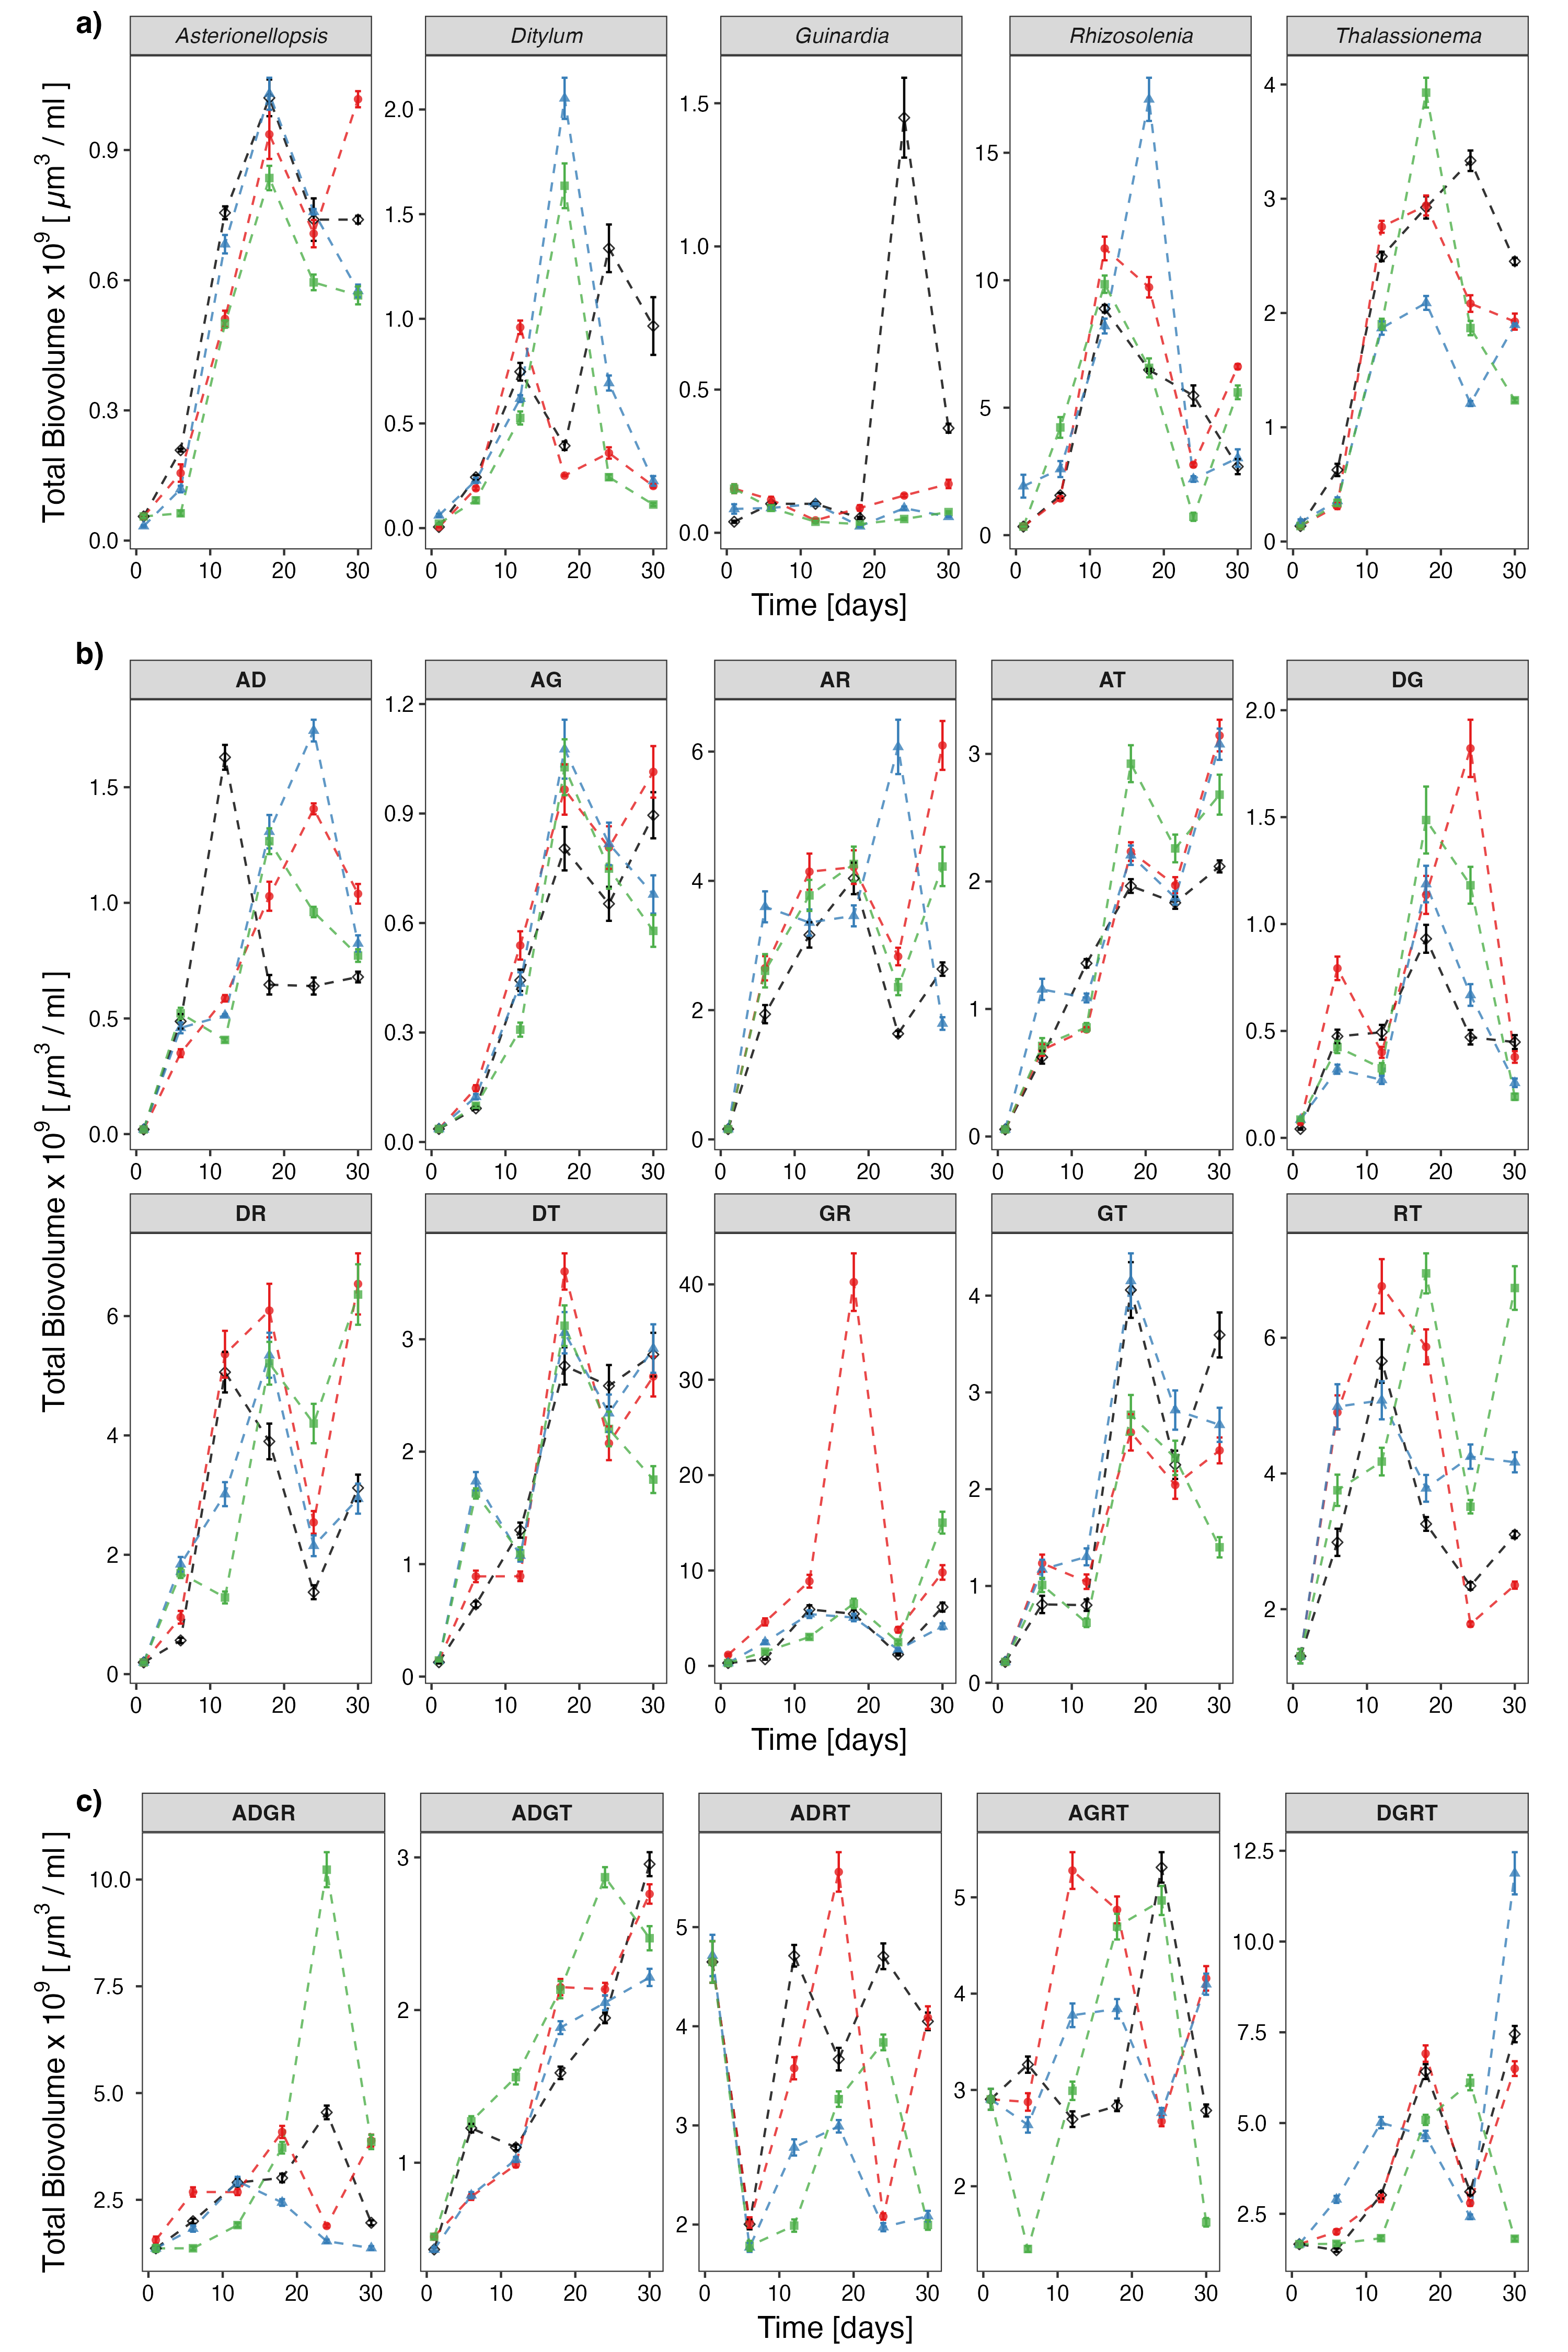 a)
Asterionellopsis Ditylum Guinardia Rhizosolenia Thalassionema
Total Biovolume x 10⁹ [ µm³ / ml ]
0.9 0.6 0.3 0.0
2.0 1.5 1.0 0.5 0.0
1.5 1.0 0.5 0.0
15 10 5 0
4 3 2 1 0
0 10 20 30 0 10 20 30 0 10 20 30 0 10 20 30 0 10 20 30
Time [days]
b)
AD AG AR AT DG
Total Biovolume x 10⁹ [ µm³ / ml ]
1.5 1.0 0.5 0.0
1.2 0.9 0.6 0.3 0.0
6 4 2 0
3 2 1 0
2.0 1.5 1.0 0.5 0.0
0 10 20 30 0 10 20 30 0 10 20 30 0 10 20 30 0 10 20 30
DR DT GR GT RT
6 4 2 0
3 2 1 0
40 30 20 10 0
4 3 2 1 0
6 4 2
0 10 20 30 0 10 20 30 0 10 20 30 0 10 20 30 0 10 20 30
Time [days]
c)
ADGR ADGT ADRT AGRT DGRT
Total Biovolume x 10⁹ [ µm³ / ml ]
10.0 7.5 5.0 2.5
3 2 1
5 4 3 2
5 4 3 2
12.5 10.0 7.5 5.0 2.5
0 10 20 30 0 10 20 30 0 10 20 30 0 10 20 30 0 10 20 30
Time [days]